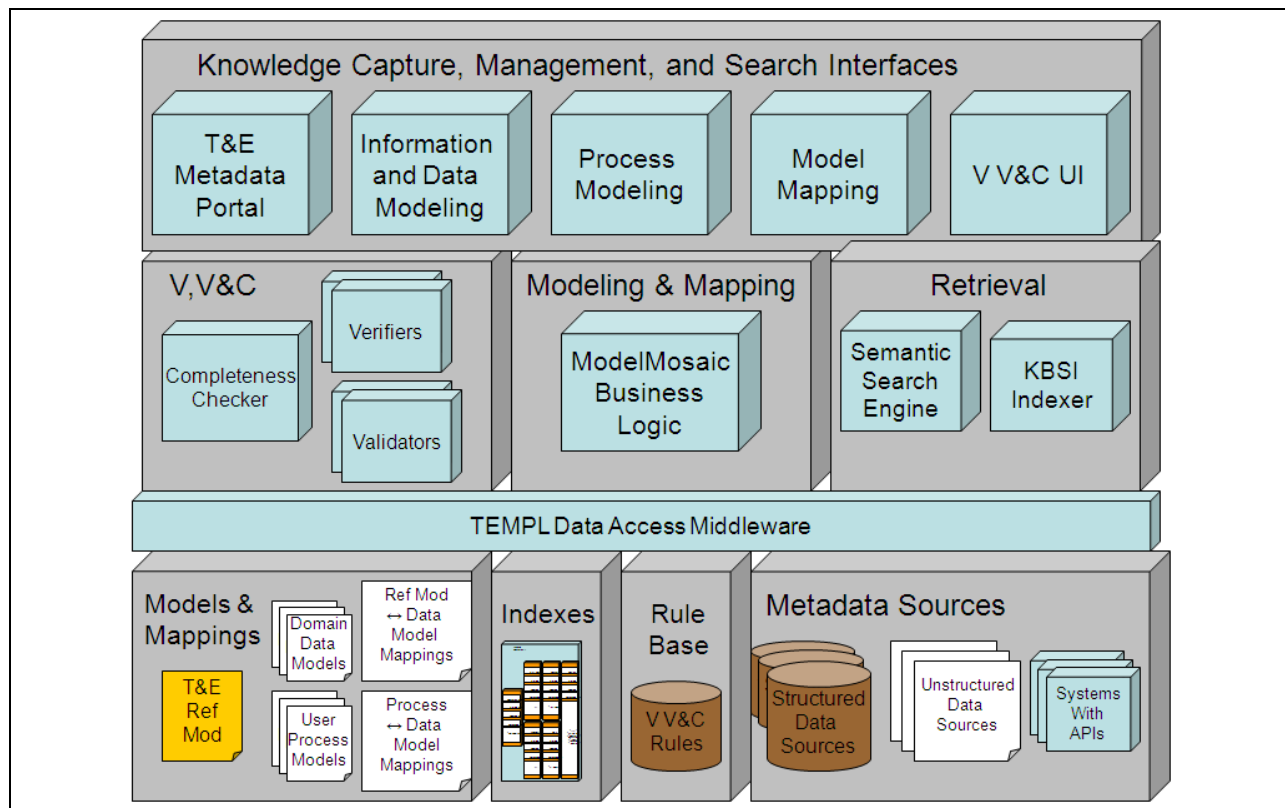 Knowledge Capture, Management, and Search Interfaces
T&E
Metadata
Portal
Information
and Data
Modeling
Process
Modeling
Model
Mapping
V V&C UI
V,V&C
Completeness
Checker
Verifiers
Validators
Modeling & Mapping
ModelMosaic
Business
Logic
Retrieval
Semantic
Search
Engine
KBSI
Indexer
TEMPL Data Access Middleware
Models &
Mappings
T&E
Ref
Mod
Domain
Data
Models
User
Process
Models
Ref Mod
↔ Data
Model
Mappings
Process
↔ Data
Model
Mappings
Indexes
Rule
Base
V V&C
Rules
Metadata Sources
Structured
Data
Sources
Unstructured
Data
Sources
Systems
With
APIs